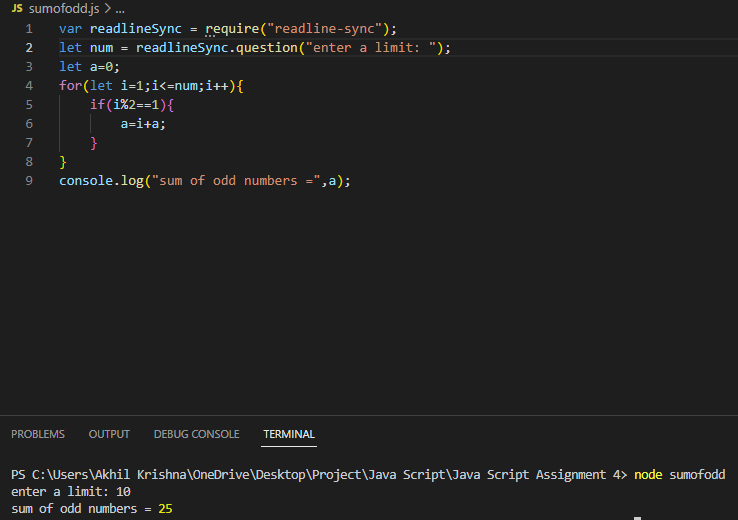 JS sumofodd.js > ...
1 var readlineSync = require("readline-sync");
2 let num = readlineSync.question("enter a limit: ");
3 let a=0;
4 for(let i=1;i<=num;i++){
5 if(i%2==1){
6 a=i+a;
7 }
8 }
9 console.log("sum of odd numbers =",a);
PROBLEMS OUTPUT DEBUG CONSOLE TERMINAL
PS C:\Users\Akhil Krishna\OneDrive\Desktop\Project\Java Script\Java Script Assignment 4> node sumofodd
enter a limit: 10
sum of odd numbers = 25